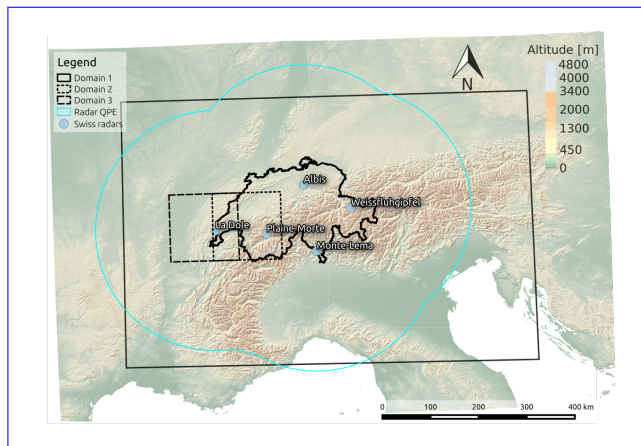 Legend
Domain 1
Domain 2
Domain 3
Radar QPE
Swiss radars
Altitude [m]
4800
4000
3400
2000
1300
450
0
N
Albis
Weissfluhgipfel
La Dole
Plaine-Morte
Monte-Lema
0 100 200 300 400 km